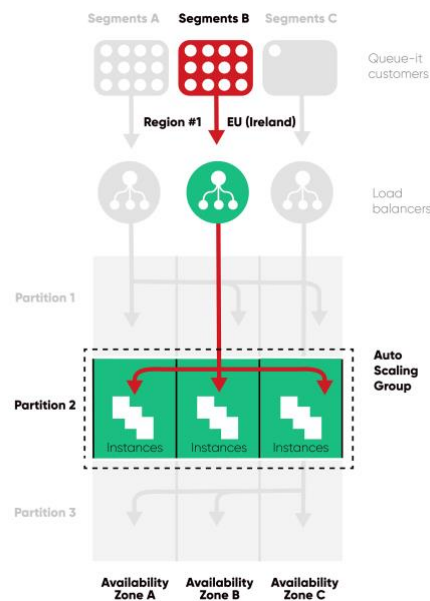 Segments A
Segments B
Segments C
Queue-it
customers
Region #1
EU (Ireland)
Load
balancers
Partition 1
Auto
Scaling
Group
Partition 2
Instances
Instances
Instances
Partition 3
Availability
Zone A
Availability
Zone B
Availability
Zone C